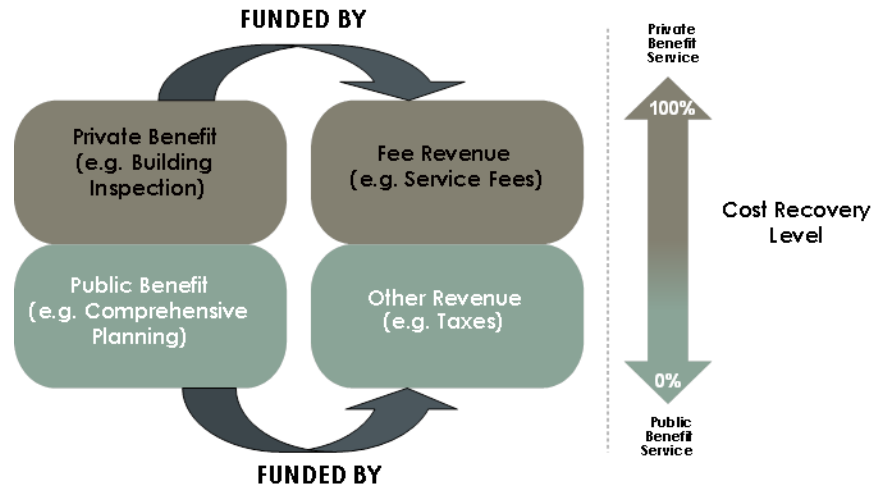 FUNDED BY
Private Benefit
(e.g. Building
Inspection)
Fee Revenue
(e.g. Service Fees)
Public Benefit
(e.g. Comprehensive
Planning)
Other Revenue
(e.g. Taxes)
FUNDED BY
Private
Benefit
Service
100%
Cost Recovery
Level
0%
Public
Benefit
Service